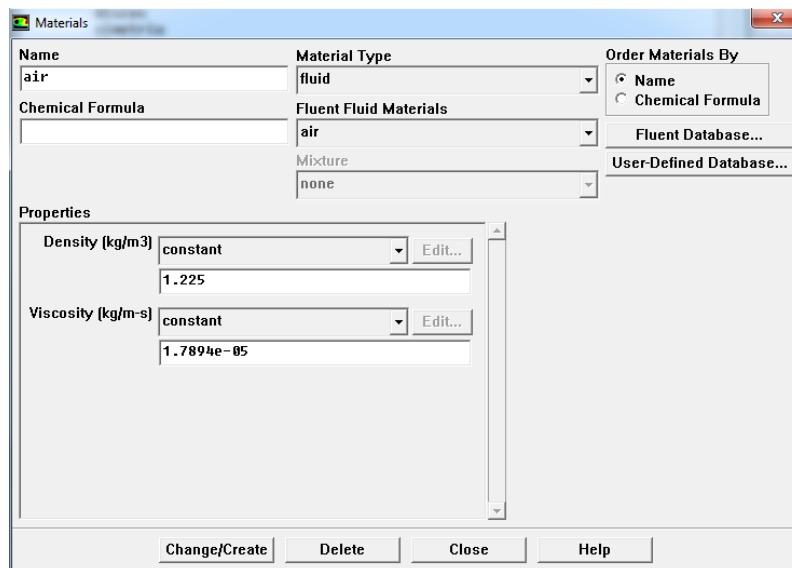 Materials
Name
air
Chemical Formula
Material Type
fluid
Fluent Fluid Materials
air
Mixture
none
Order Materials By
Name
Chemical Formula
Fluent Database...
User-Defined Database...
Properties
Density (kg/m3)
constant
Edit...
1.225
Viscosity (kg/m-s)
constant
Edit...
1.7894e-05
Change/Create
Delete
Close
Help